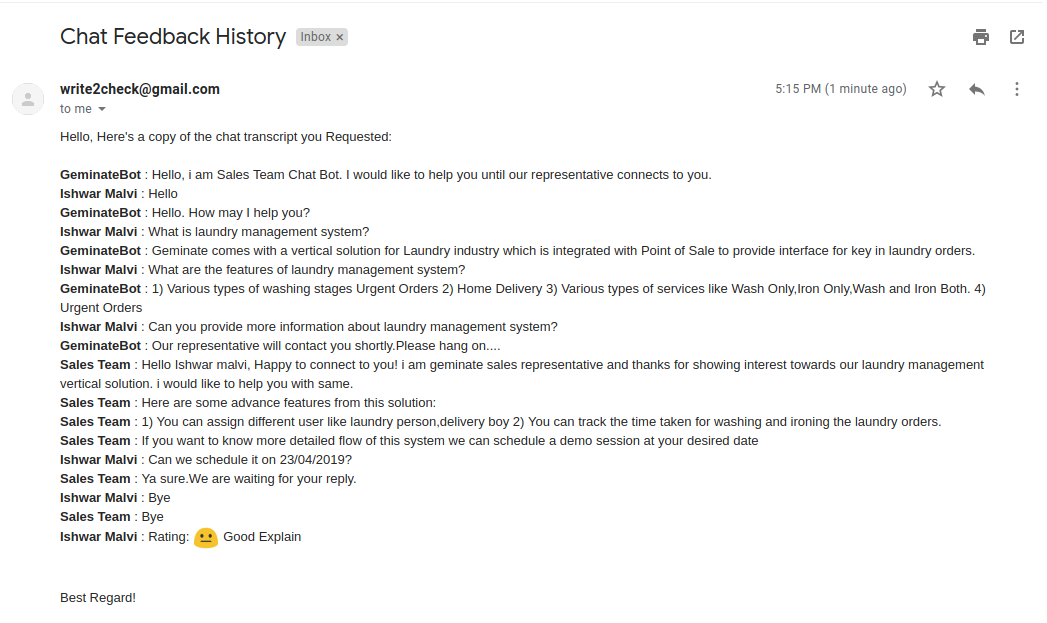 Chat Feedback History Inbox ×
write2check@gmail.com 5:15 PM (1 minute ago)
to me
Hello, Here's a copy of the chat transcript you Requested:
GeminateBot : Hello, i am Sales Team Chat Bot. I would like to help you until our representative connects to you.
Ishwar Malvi : Hello
GeminateBot : Hello. How may I help you?
Ishwar Malvi : What is laundry management system?
GeminateBot : Geminate comes with a vertical solution for Laundry industry which is integrated with Point of Sale to provide interface for key in laundry orders.
Ishwar Malvi : What are the features of laundry management system?
GeminateBot : 1) Various types of washing stages Urgent Orders 2) Home Delivery 3) Various types of services like Wash Only,Iron Only,Wash and Iron Both. 4)
Urgent Orders
Ishwar Malvi : Can you provide more information about laundry management system?
GeminateBot : Our representative will contact you shortly.Please hang on....
Sales Team : Hello Ishwar malvi, Happy to connect to you! i am geminate sales representative and thanks for showing interest towards our laundry management
vertical solution. i would like to help you with same.
Sales Team : Here are some advance features from this solution:
Sales Team : 1) You can assign different user like laundry person,delivery boy 2) You can track the time taken for washing and ironing the laundry orders.
Sales Team : If you want to know more detailed flow of this system we can schedule a demo session at your desired date
Ishwar Malvi : Can we schedule it on 23/04/2019?
Sales Team : Ya sure.We are waiting for your reply.
Ishwar Malvi : Bye
Sales Team : Bye
Ishwar Malvi : Rating: 😐 Good Explain
Best Regard!